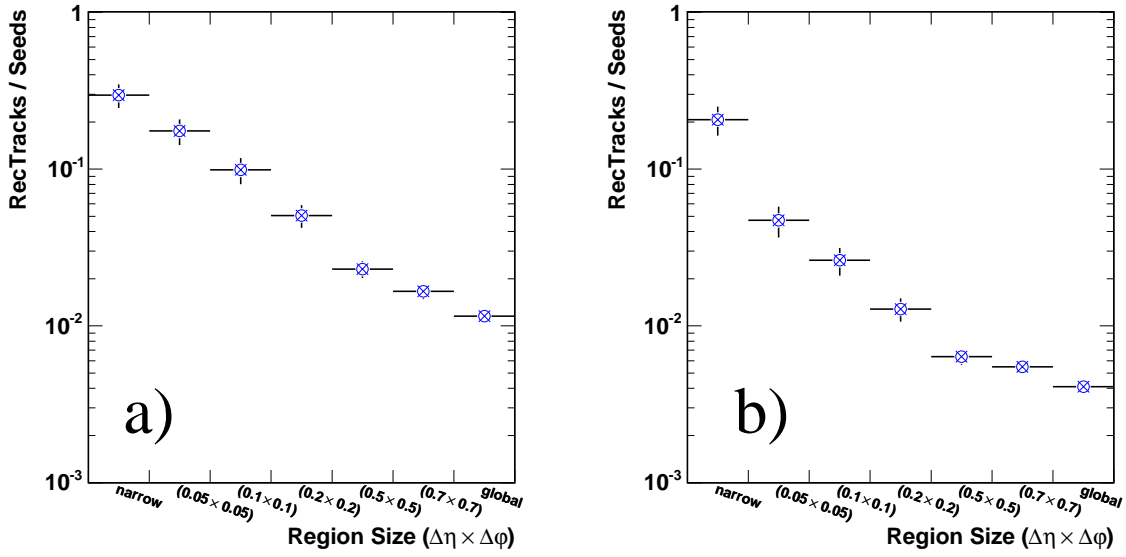 RecTracks / Seeds
1
10⁻¹
10⁻²
10⁻³
a)
narrow
(0.05 × 0.05)
(0.1 × 0.1)
(0.2 × 0.2)
(0.5 × 0.5)
(0.7 × 0.7)
global
Region Size (Δη × Δφ)
RecTracks / Seeds
1
10⁻¹
10⁻²
10⁻³
b)
narrow
(0.05 × 0.05)
(0.1 × 0.1)
(0.2 × 0.2)
(0.5 × 0.5)
(0.7 × 0.7)
global
Region Size (Δη × Δφ)